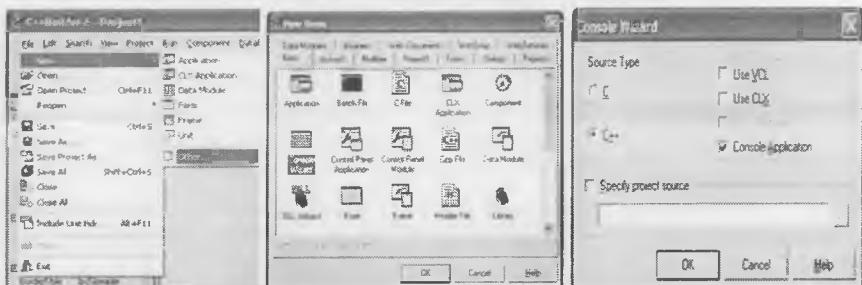 File Edit Search View Project Run Component
New
Open
Open Project Ctrl+F11
Reopen
Save Ctrl+S
Save As
Save Project As
Save All Shift+Ctrl+S
Close
Close All
Include Unit Hdr Alt+F11
Exit
Application
CLX Application
Data Module
Form
Frame
Unit
Other
New Items
Application
Batch File
C File
CLX
Application
Component
Console
Wizard
Control Panel
Application
Control Panel
Module
Cpp File
Data Module
Form
Frame
Header File
Library
OK Cancel Help
Console Wizard
Source Type
C
C++
Use VCL
Use CLX
Console Application
Specify project source
...
OK Cancel Help